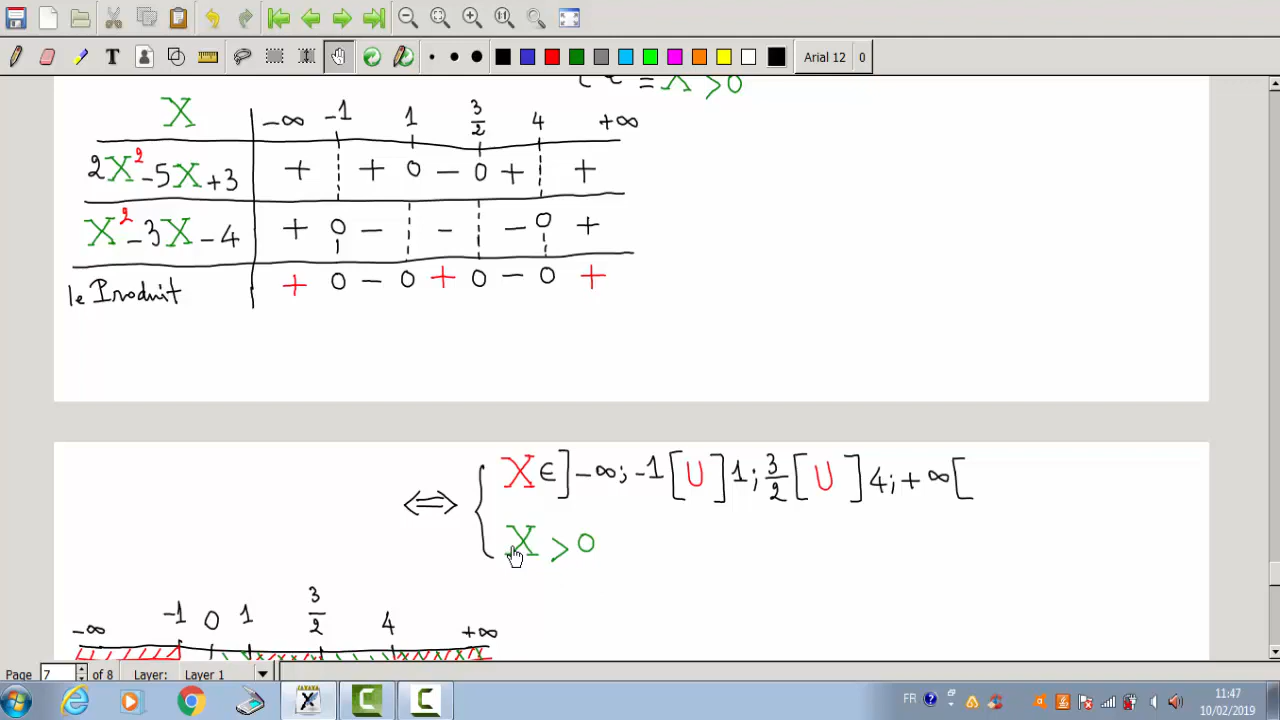 Arial 12 0
e^x = X > 0
X -∞ -1 1 3/2 4 +∞
2X² - 5X + 3 + + 0 - 0 + +
X² - 3X - 4 + 0 - - - 0 +
le Produit + 0 - 0 + 0 - 0 +
⟺ { X ∈ ]-∞; -1[ U ]1; 3/2[ U ]4; +∞[
X > 0
-∞ -1 0 1 3/2 4 +∞
Page 7 of 8 Layer: Layer 1
FR 11:47
10/02/2019